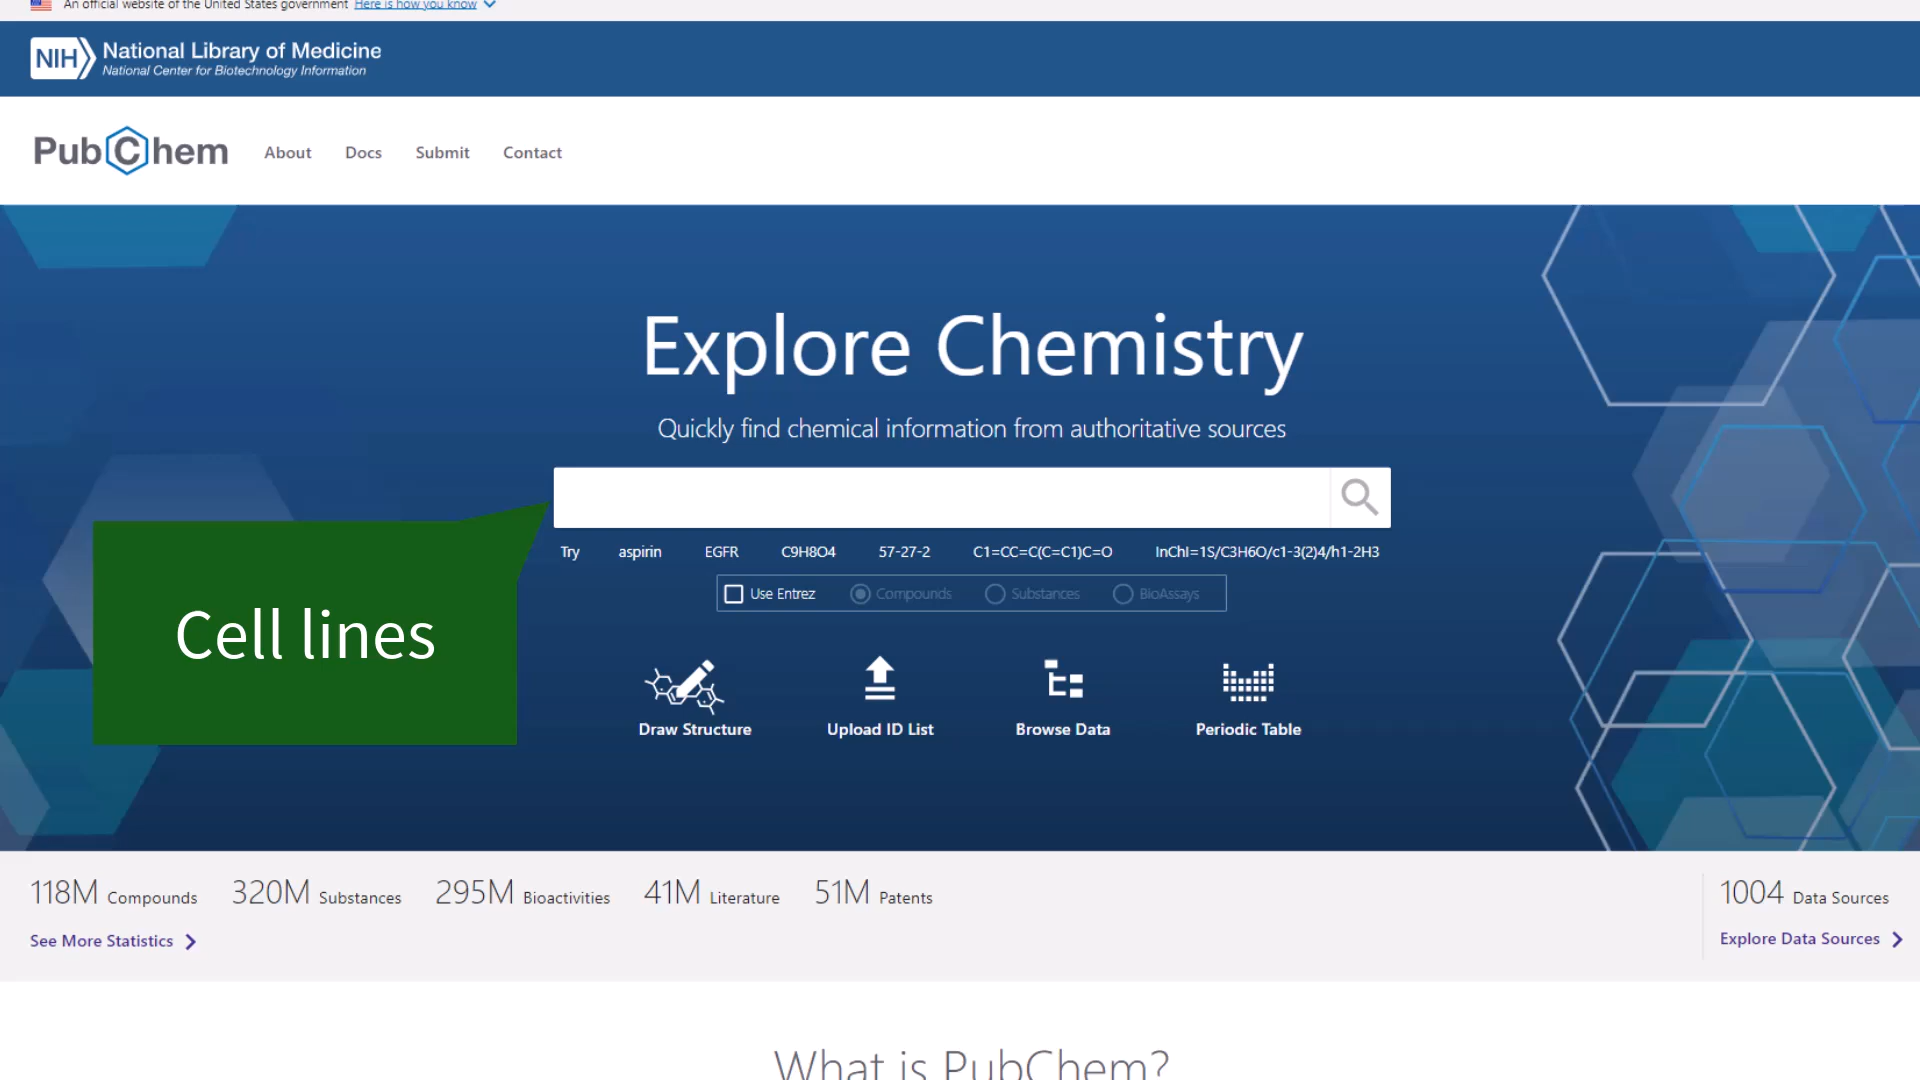 An official website of the United States government Here is how you know
NIH National Library of Medicine
National Center for Biotechnology Information
PubChem About Docs Submit Contact
Explore Chemistry
Quickly find chemical information from authoritative sources
Try aspirin EGFR C9H8O4 57-27-2 C1=CC=C(C=C1)C=O InChI=1S/C3H6O/c1-3(2)4/h1-2H3
Use Entrez Compounds Substances BioAssays
Cell lines
Draw Structure Upload ID List Browse Data Periodic Table
118M Compounds 320M Substances 295M Bioactivities 41M Literature 51M Patents 1004 Data Sources
See More Statistics Explore Data Sources
What is PubChem?